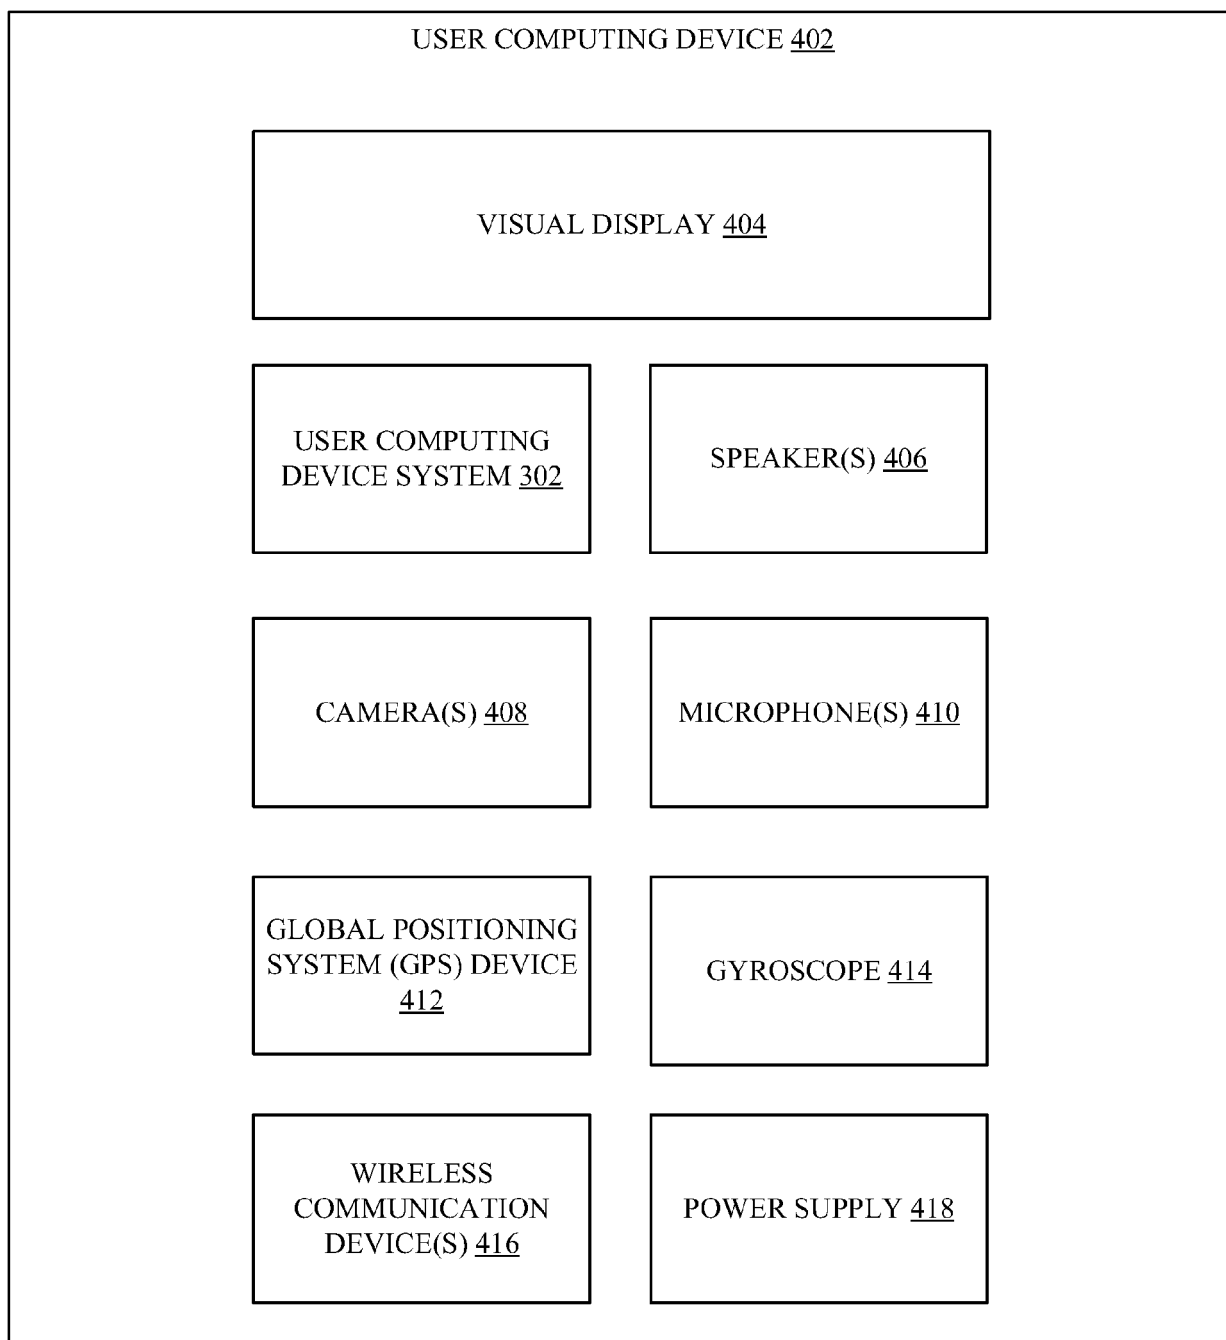 USER COMPUTING DEVICE 402
VISUAL DISPLAY 404
USER COMPUTING
DEVICE SYSTEM 302
SPEAKER(S) 406
CAMERA(S) 408
MICROPHONE(S) 410
GLOBAL POSITIONING
SYSTEM (GPS) DEVICE
412
GYROSCOPE 414
WIRELESS
COMMUNICATION
DEVICE(S) 416
POWER SUPPLY 418